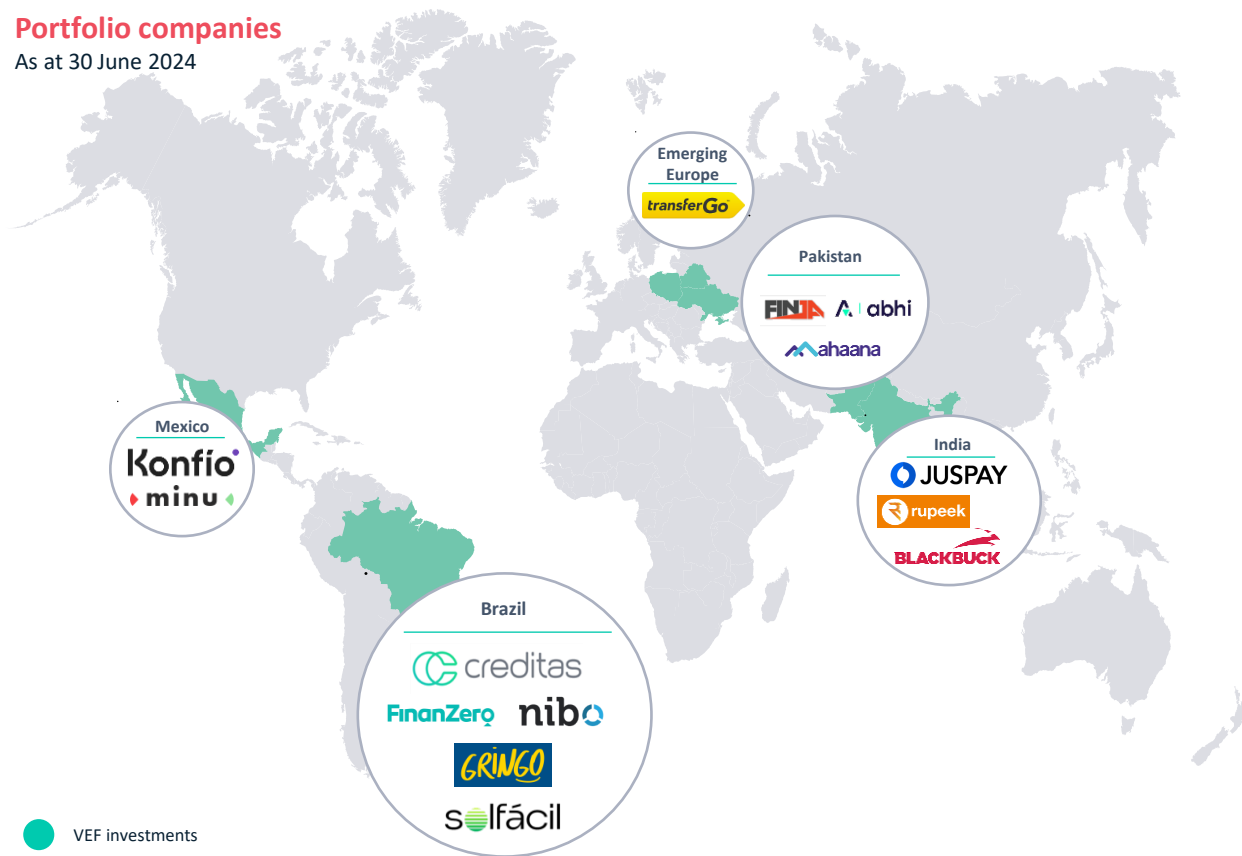 Portfolio companies
As at 30 June 2024
Emerging
Europe
transferGo
Pakistan
FINJA
abhi
Mahaana
Mexico
Konfío
minu
India
JUSPAY
rupeek
BLACKBUCK
Brazil
creditas
FinanZero
nibo
GRINGO
solfácil
VEF investments